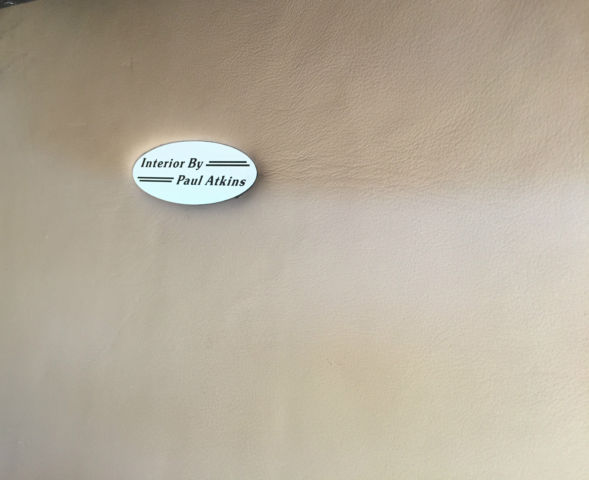 Interior By
Paul Atkins